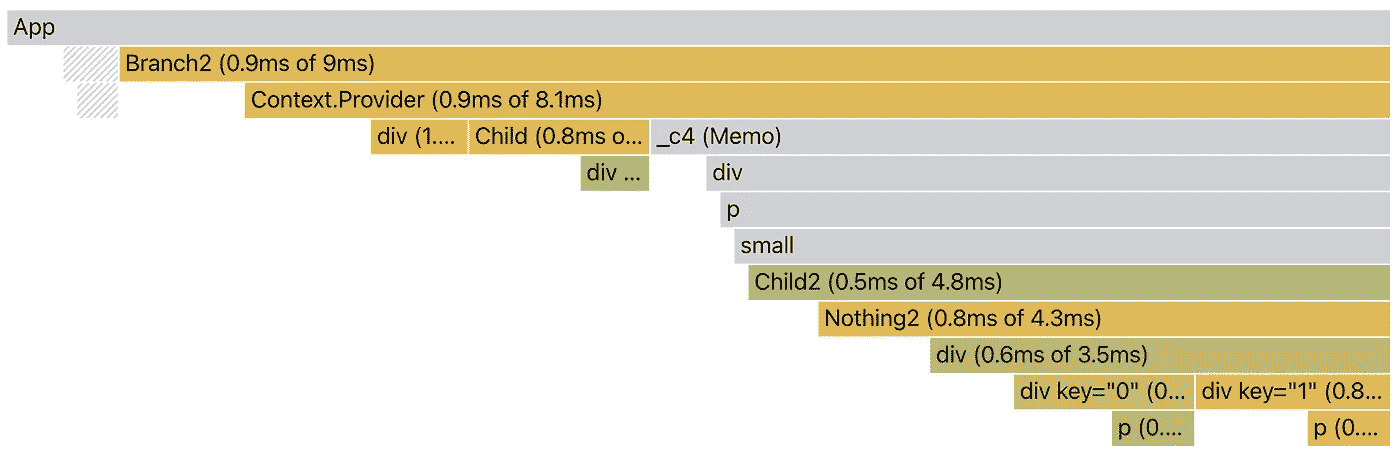 App
Branch2 (0.9ms of 9ms)
Context.Provider (0.9ms of 8.1ms)
div (1.... Child (0.8ms o... _c4 (Memo)
div ... div
p
small
Child2 (0.5ms of 4.8ms)
Nothing2 (0.8ms of 4.3ms)
div (0.6ms of 3.5ms)
div key="0" (0... div key="1" (0.8...
p (0.... p (0....